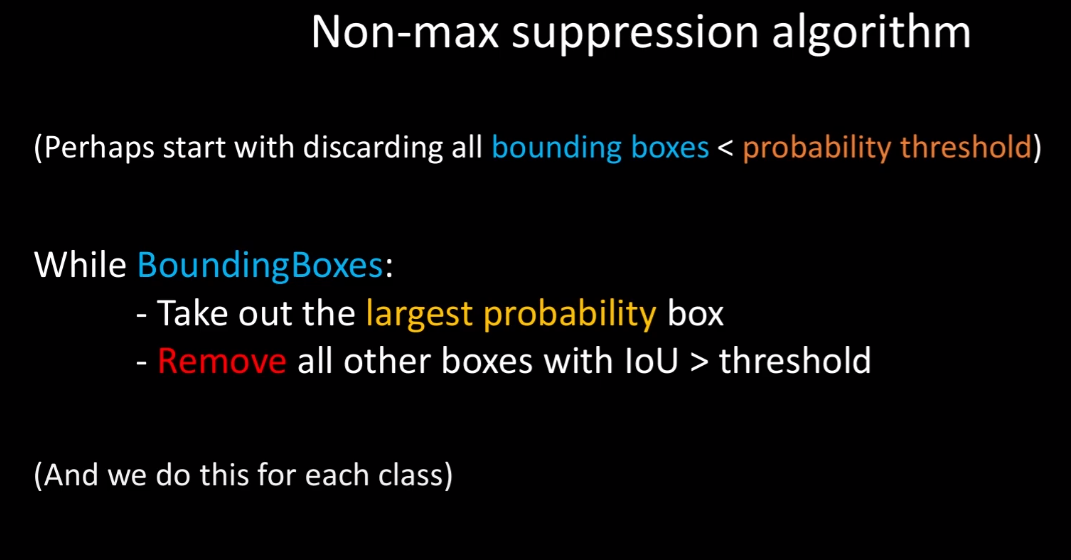 Non-max suppression algorithm
(Perhaps start with discarding all bounding boxes < probability threshold)
While BoundingBoxes:
- Take out the largest probability box
- Remove all other boxes with IoU > threshold
(And we do this for each class)